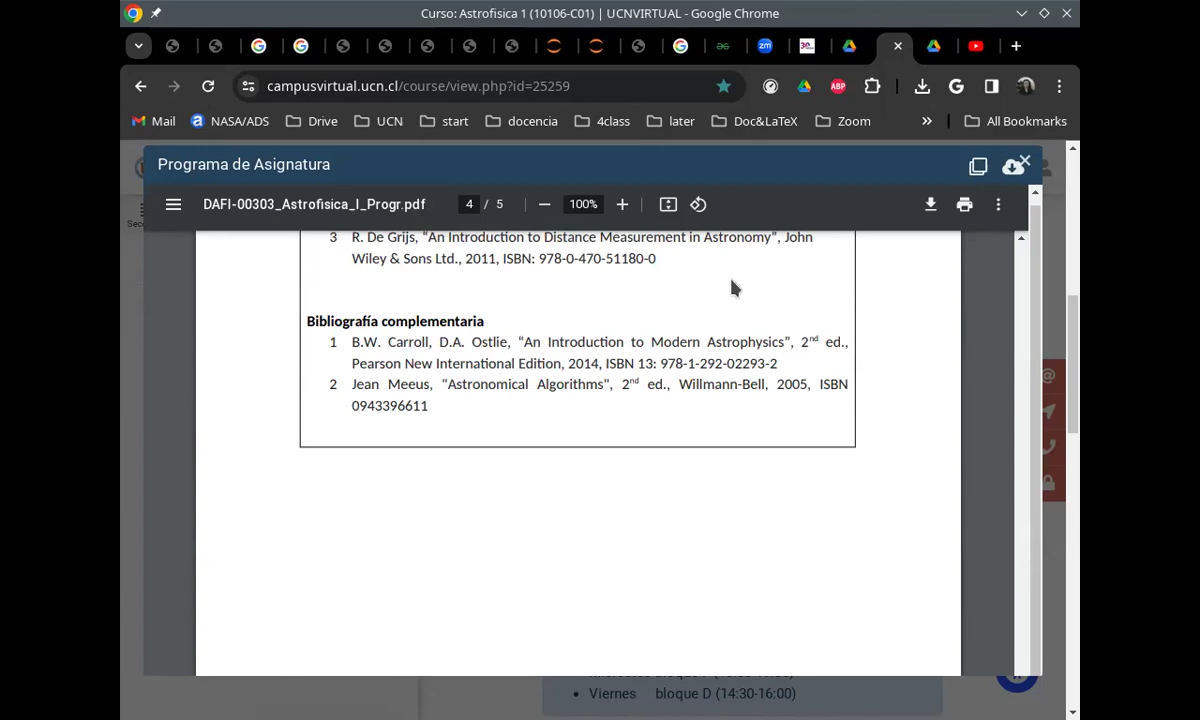 Curso: Astrofisica 1 (10106-C01) | UCNVIRTUAL - Google Chrome
campusvirtual.ucn.cl/course/view.php?id=25259
Mail NASA/ADS Drive UCN start docencia 4class later Doc&LaTeX Zoom » All Bookmarks
Programa de Asignatura
DAFI-00303_Astrofisica_I_Progr.pdf 4 / 5 100%
3 R. De Grijs, “An Introduction to Distance Measurement in Astronomy”, John
Wiley & Sons Ltd., 2011, ISBN: 978-0-470-51180-0
Bibliografía complementaria
1 B.W. Carroll, D.A. Ostlie, “An Introduction to Modern Astrophysics”, 2nd ed.,
Pearson New International Edition, 2014, ISBN 13: 978-1-292-02293-2
2 Jean Meeus, "Astronomical Algorithms", 2nd ed., Willmann-Bell, 2005, ISBN
0943396611
• Viernes bloque D (14:30-16:00)